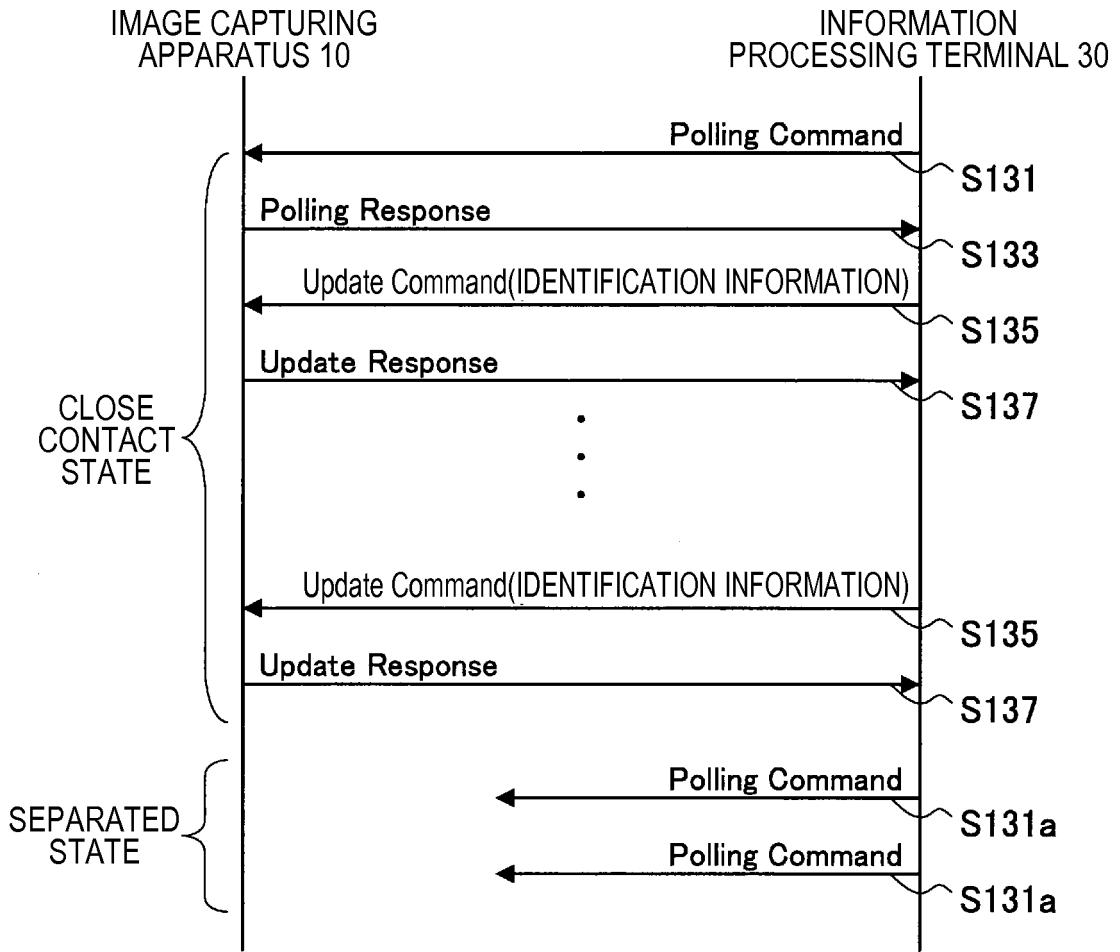 IMAGE CAPTURING
APPARATUS 10
INFORMATION
PROCESSING TERMINAL 30
Polling Command
S131
Polling Response
S133
Update Command(IDENTIFICATION INFORMATION)
S135
Update Response
S137
CLOSE
CONTACT
STATE
Update Command(IDENTIFICATION INFORMATION)
S135
Update Response
S137
Polling Command
S131a
SEPARATED
STATE
Polling Command
S131a